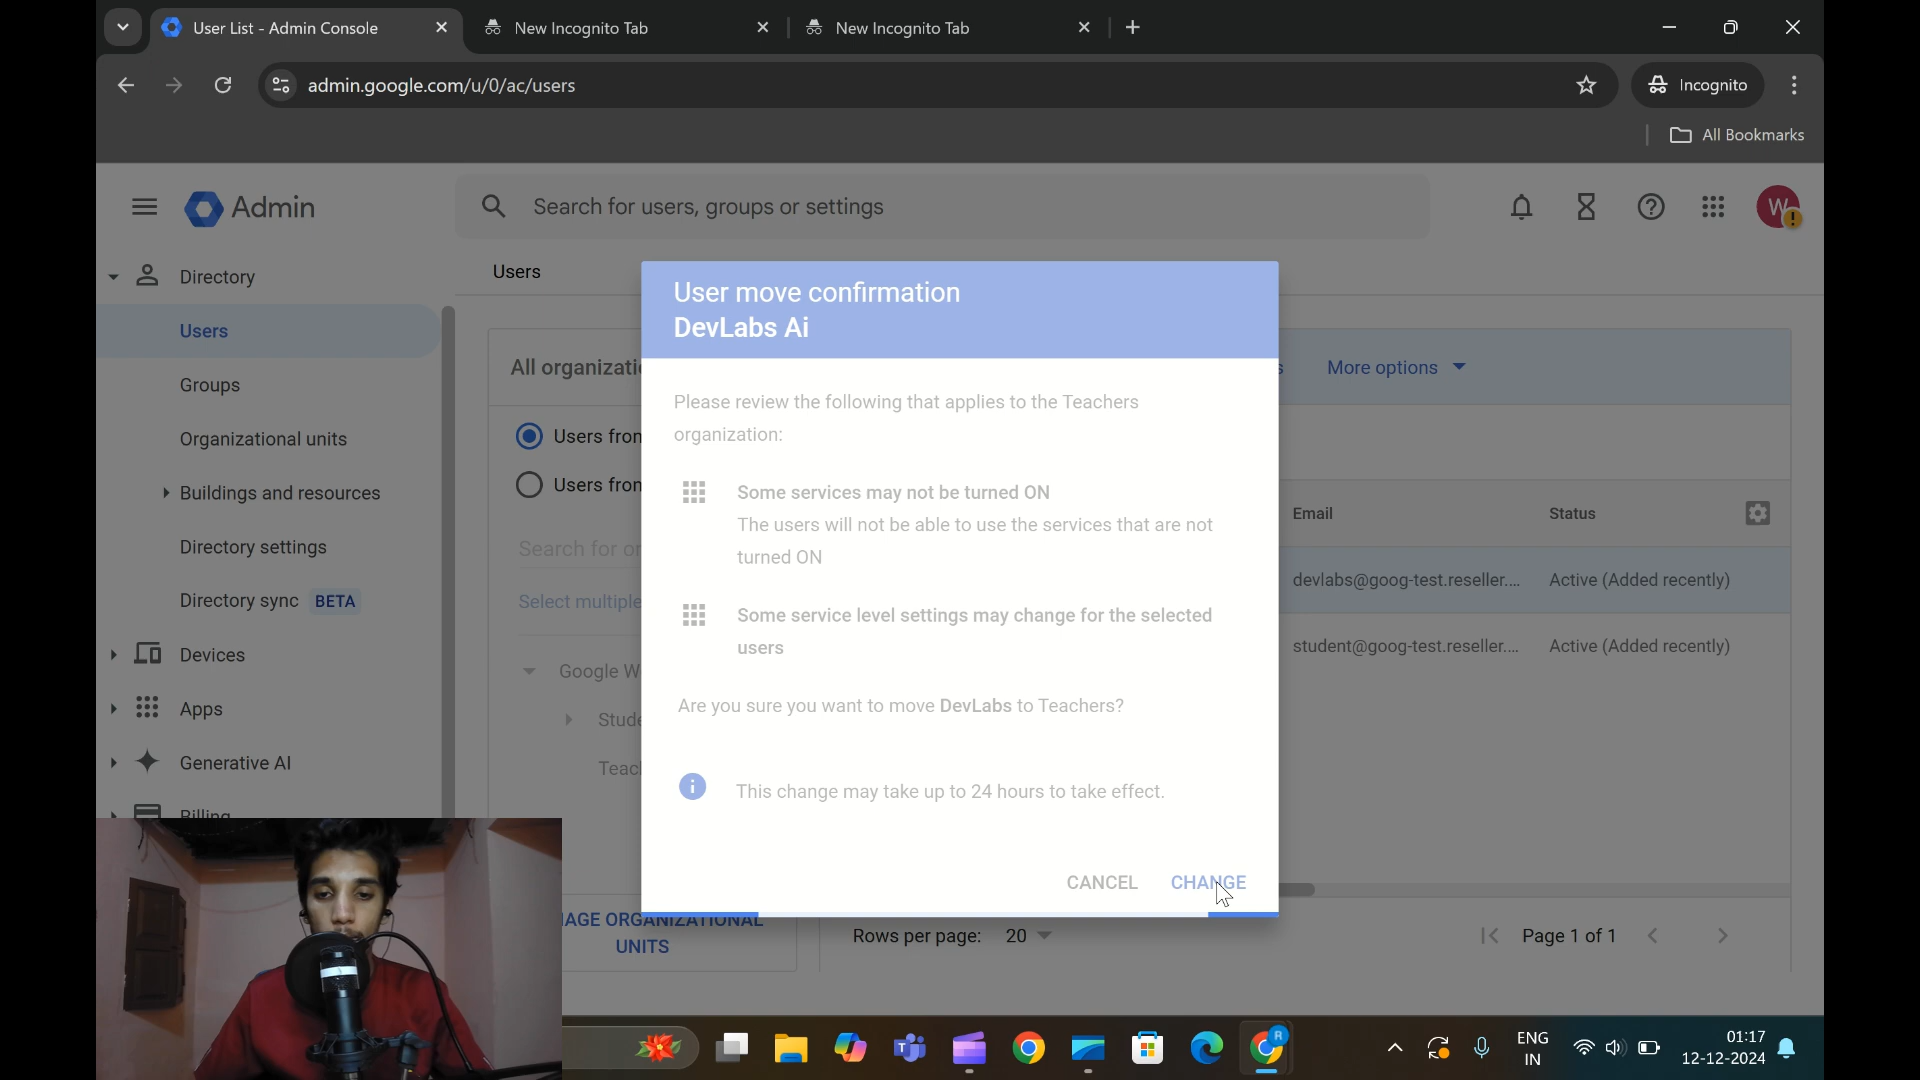 User List - Admin Console
New Incognito Tab
New Incognito Tab
admin.google.com/u/0/ac/users
Incognito
All Bookmarks
Admin
Search for users, groups or settings
W
Directory
Users
Groups
Organizational units
Buildings and resources
Directory settings
Directory sync BETA
Devices
Apps
Generative AI
Billing
Users
All organizati
More options
Users from
Users from
Search for or
Select multiple
Google W
Stude
Teach
Email
Status
devlabs@goog-test.reseller....
Active (Added recently)
student@goog-test.reseller....
Active (Added recently)
User move confirmation
DevLabs Ai
Please review the following that applies to the Teachers
organization:
Some services may not be turned ON
The users will not be able to use the services that are not
turned ON
Some service level settings may change for the selected
users
Are you sure you want to move DevLabs to Teachers?
This change may take up to 24 hours to take effect.
CANCEL
CHANGE
AGE ORGANIZATIONAL
UNITS
Rows per page: 20
Page 1 of 1
R
ENG
IN
01:17
12-12-2024